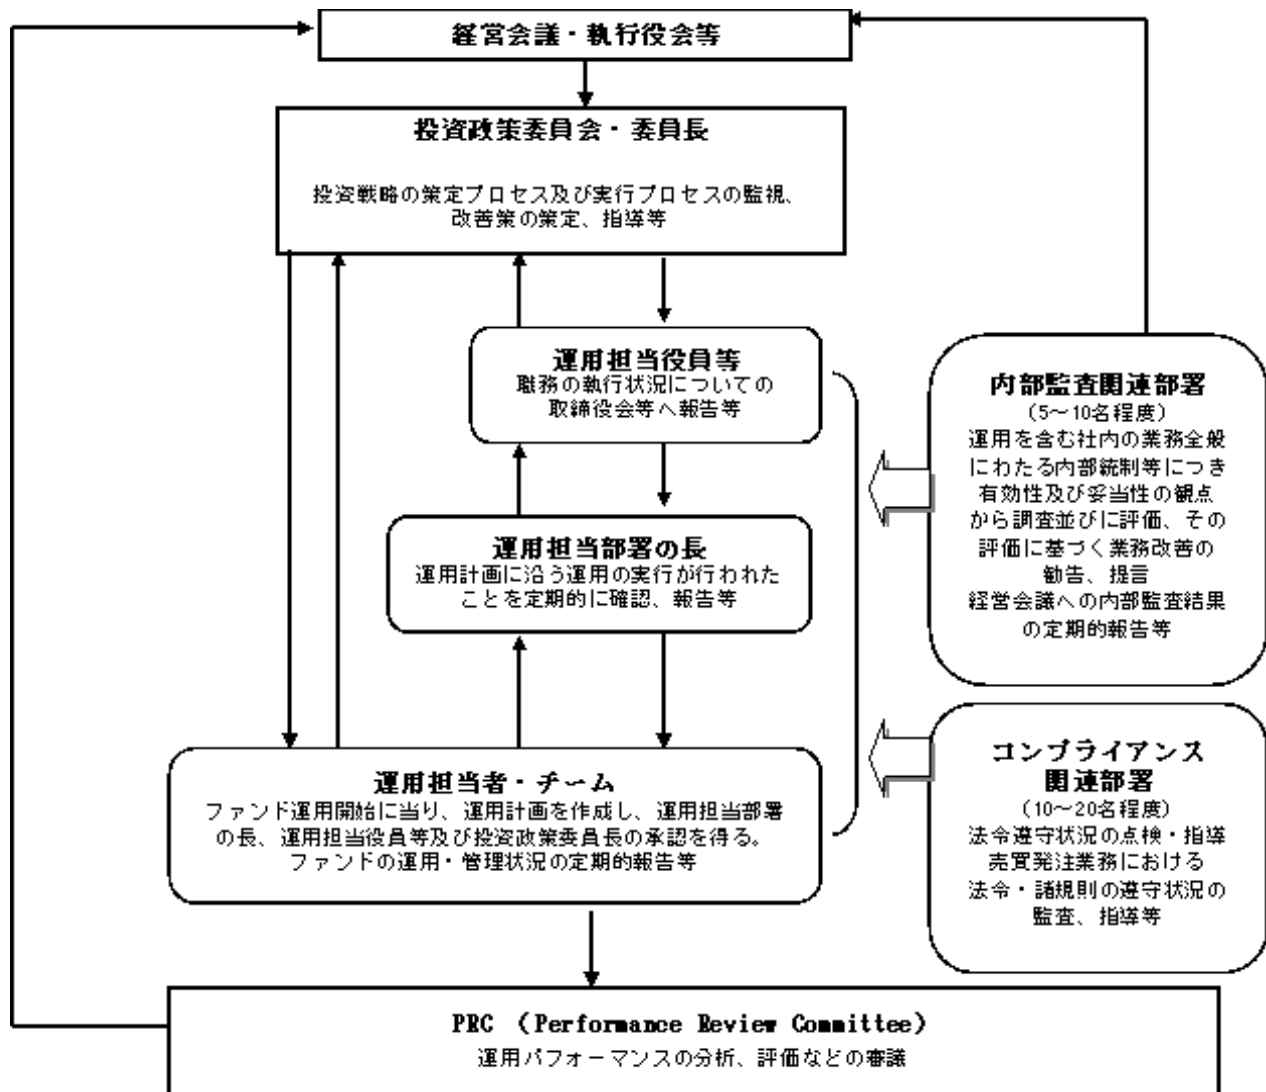 経営会議・執行役会等
投資政策委員会・委員長
投資戦略の策定プロセス及び実行プロセスの監視、
改善策の策定、指導等
運用担当役員等
職務の執行状況についての
取締役会等へ報告等
運用担当部署の長
運用計画に沿う運用の実行が行われた
ことを定期的に確認、報告等
運用担当者・チーム
ファンド運用開始に当り、運用計画を作成し、運用担当部署
の長、運用担当役員等及び投資政策委員長の承認を得る。
ファンドの運用・管理状況の定期的報告等
内部監査関連部署
(5～10名程度)
運用を含む社内の業務全般
にわたる内部統制等につき
有効性及び妥当性の観点
から調査並びに評価、その
評価に基づく業務改善の
勧告、提言
経営会議への内部監査結果
の定期的報告等
コンプライアンス
関連部署
(10～20名程度)
法令遵守状況の点検・指導
売買発注業務における
法令・諸規則の遵守状況の
監査、指導等
PRC （Performance Review Committee）
運用パフォーマンスの分析、評価などの審議